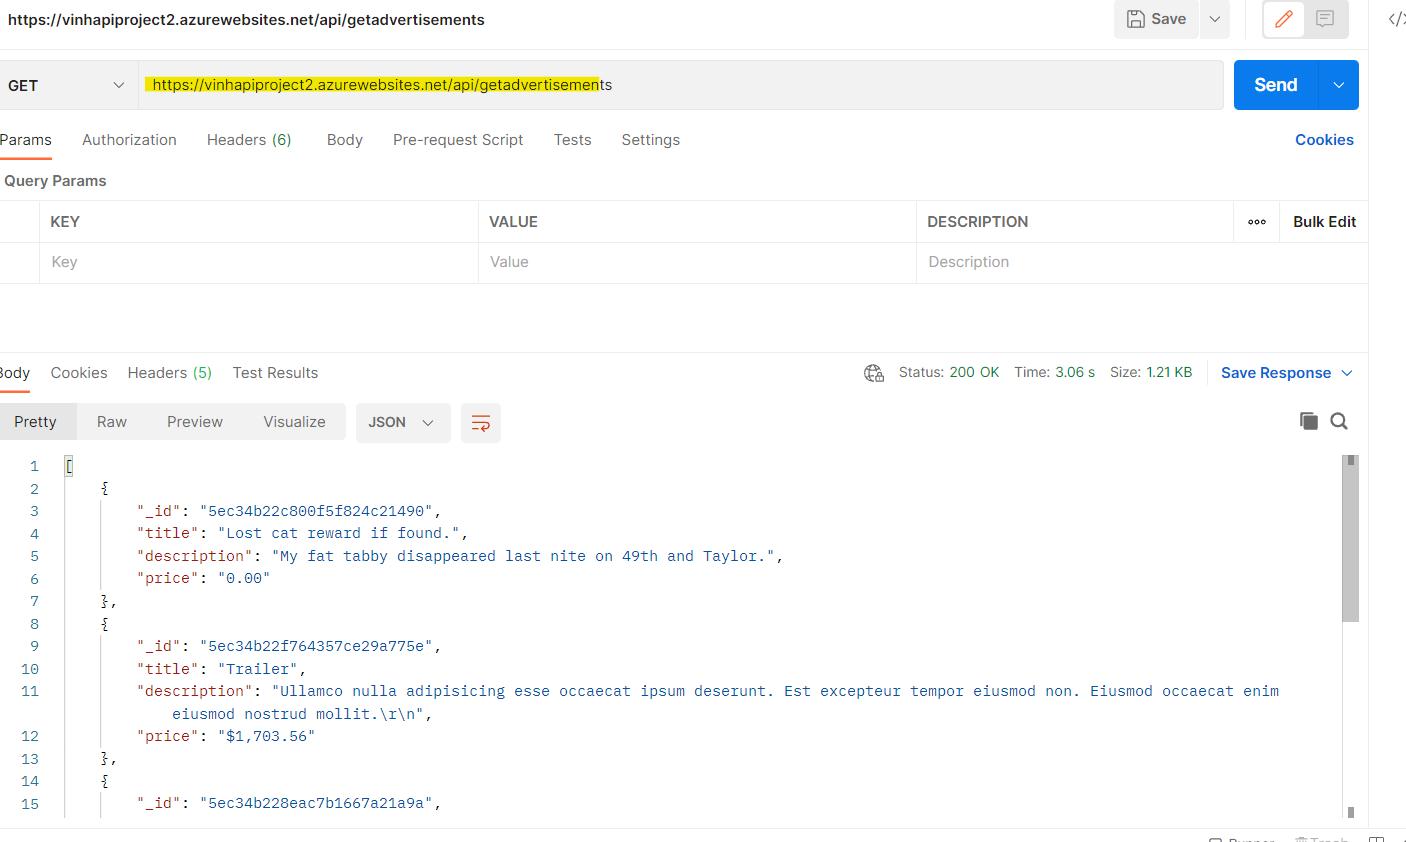 https://vinhapiproject2.azurewebsites.net/api/getadvertisements
Save
</>
GET
https://vinhapiproject2.azurewebsites.net/api/getadvertisements
Send
Params Authorization Headers (6) Body Pre-request Script Tests Settings Cookies
Query Params
KEY VALUE DESCRIPTION Bulk Edit
Key Value Description
Body Cookies Headers (5) Test Results Status: 200 OK Time: 3.06 s Size: 1.21 KB Save Response
Pretty Raw Preview Visualize JSON
1 [
2 {
3 "_id": "5ec34b22c800f5f824c21490",
4 "title": "Lost cat reward if found.",
5 "description": "My fat tabby disappeared last nite on 49th and Taylor.",
6 "price": "0.00"
7 },
8 {
9 "_id": "5ec34b22f764357ce29a775e",
10 "title": "Trailer",
11 "description": "Ullamco nulla adipisicing esse occaecat ipsum deserunt. Est excepteur tempor eiusmod non. Eiusmod occaecat enim
eiusmod nostrud mollit.\r\n",
12 "price": "$1,703.56"
13 },
14 {
15 "_id": "5ec34b228eac7b1667a21a9a",
Runner Trash